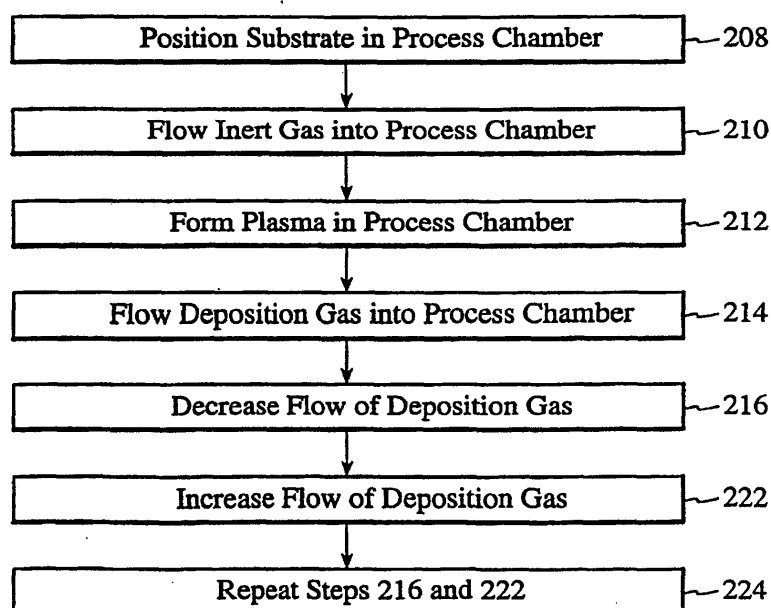 Position Substrate in Process Chamber 208
Flow Inert Gas into Process Chamber 210
Form Plasma in Process Chamber 212
Flow Deposition Gas into Process Chamber 214
Decrease Flow of Deposition Gas 216
Increase Flow of Deposition Gas 222
Repeat Steps 216 and 222 224